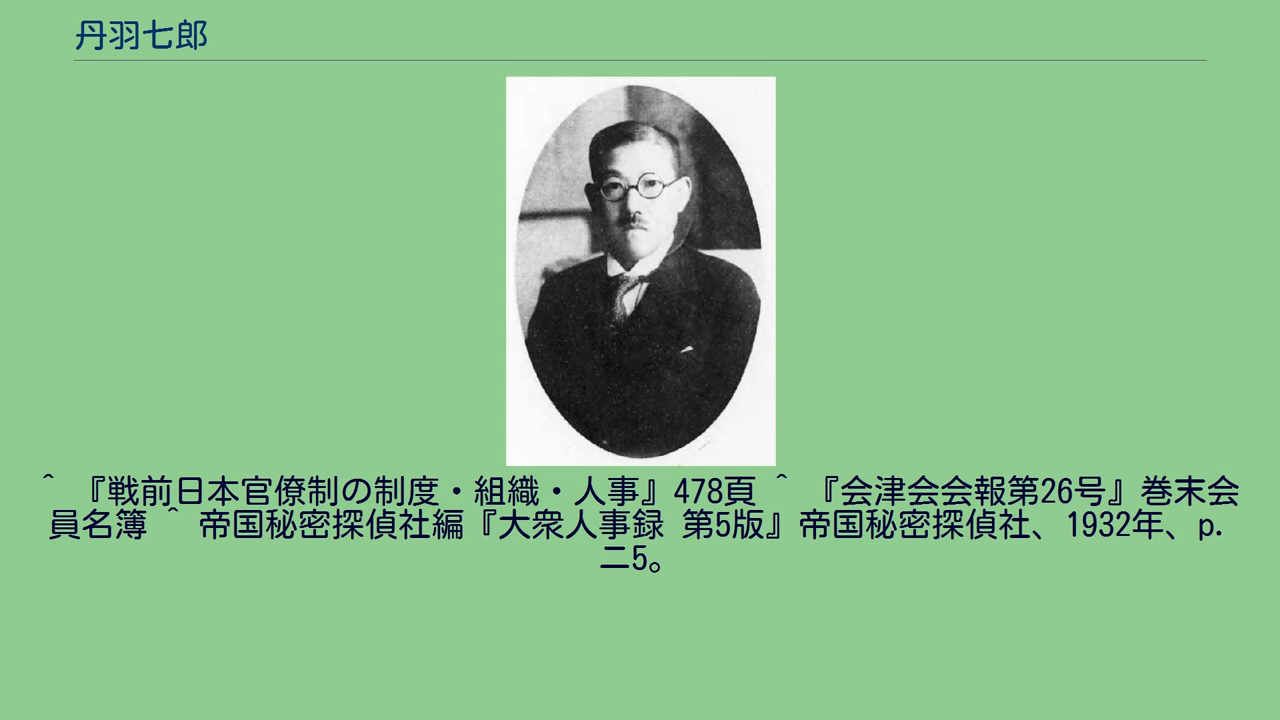 丹羽七郎
^ 『戦前日本官僚制の制度・組織・人事』478頁 ^ 『会津会会報第26号』巻末会
員名簿 ^ 帝国秘密探偵社編『大衆人事録 第5版』帝国秘密探偵社、1932年、p.
ニ5。